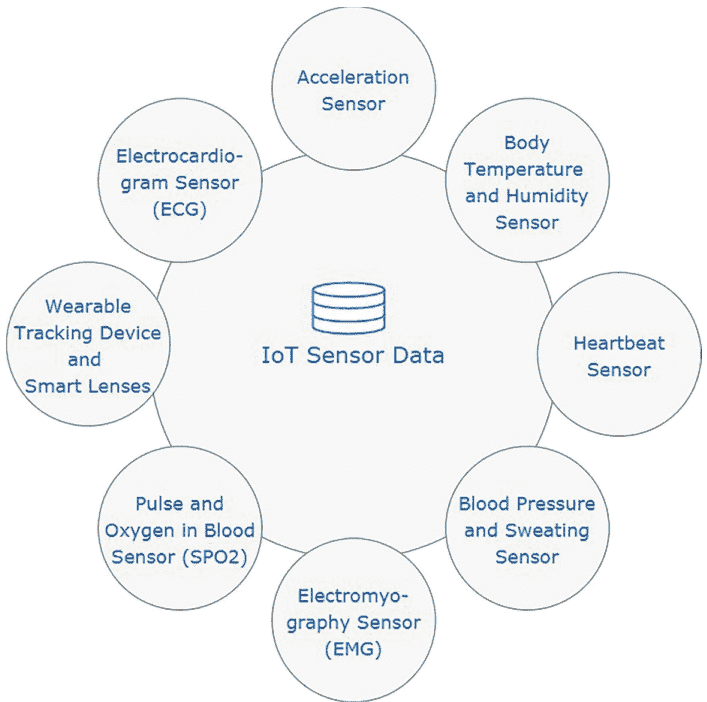 Acceleration
Sensor
Body
Temperature
and Humidity
Sensor
Heartbeat
Sensor
Blood Pressure
and Sweating
Sensor
Electromyo-
graphy Sensor
(EMG)
Pulse and
Oxygen in Blood
Sensor (SPO2)
Wearable
Tracking Device
and
Smart Lenses
Electrocardio-
gram Sensor
(ECG)
IoT Sensor Data